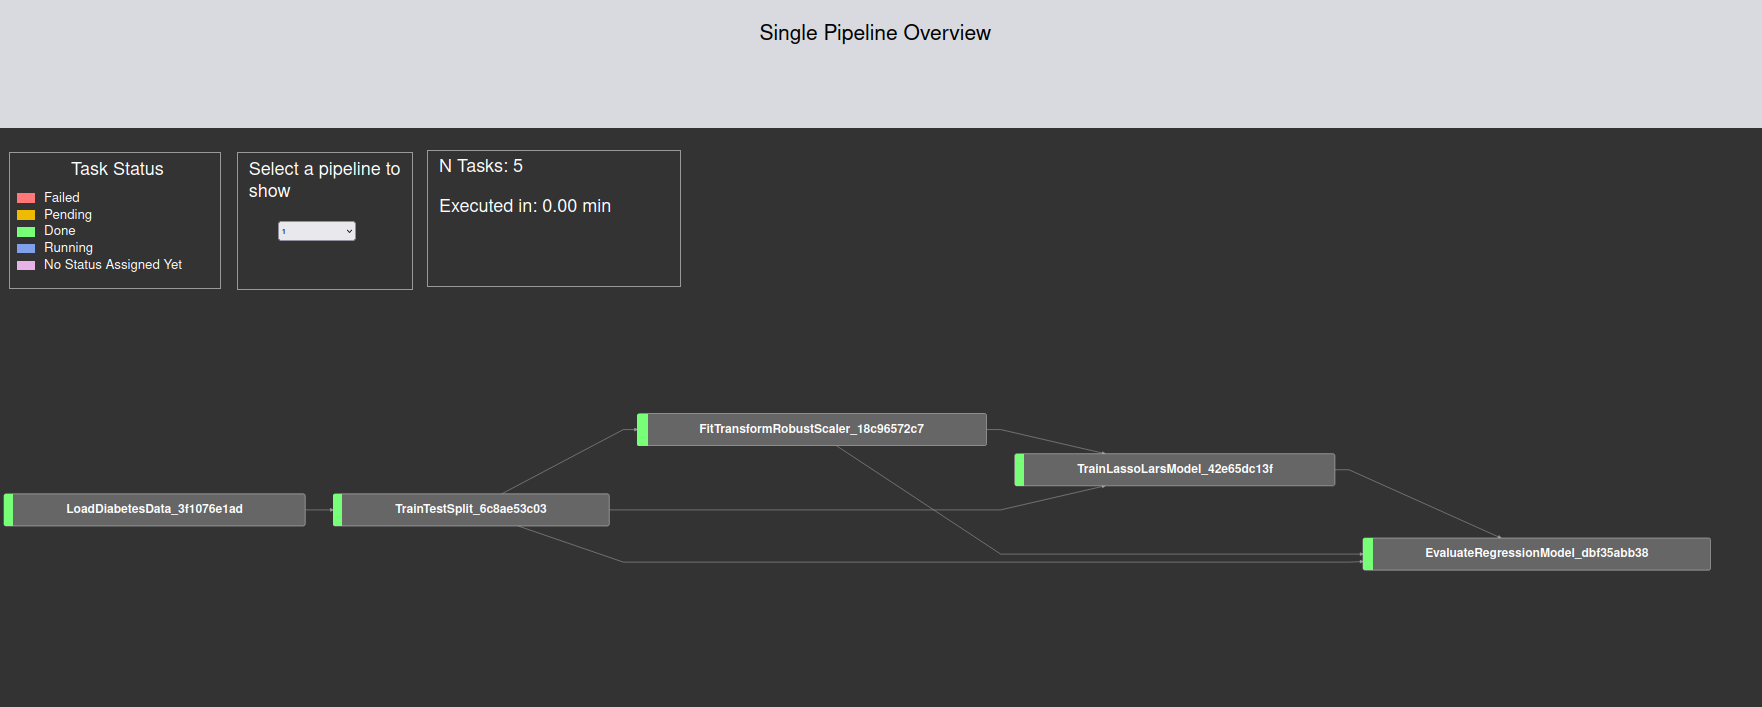 Single Pipeline Overview
Task Status
Failed
Pending
Done
Running
No Status Assigned Yet
Select a pipeline to
show
1
N Tasks: 5
Executed in: 0.00 min
FitTransformRobustScaler_18c96572c7
TrainLassoLarsModel_42e65dc13f
LoadDiabetesData_3f1076e1ad
TrainTestSplit_6c8ae53c03
EvaluateRegressionModel_dbf35abb38